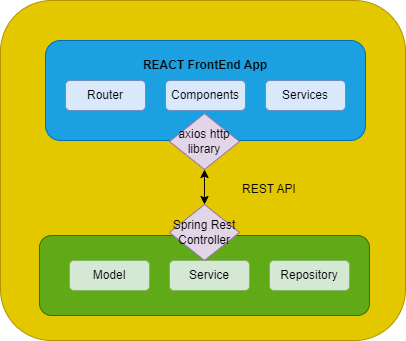 REACT FrontEnd App
Router
Components
Services
axios http
library
REST API
Spring Rest
Controller
Model
Service
Repository